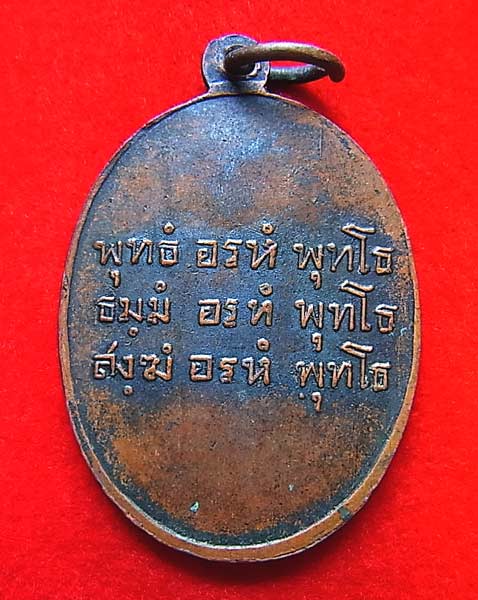 พุทธํ อรหํ พุทโธ
ธมฺมํ อรหํ พุทโธ
สงฺฆํ อรหํ พุทโธ